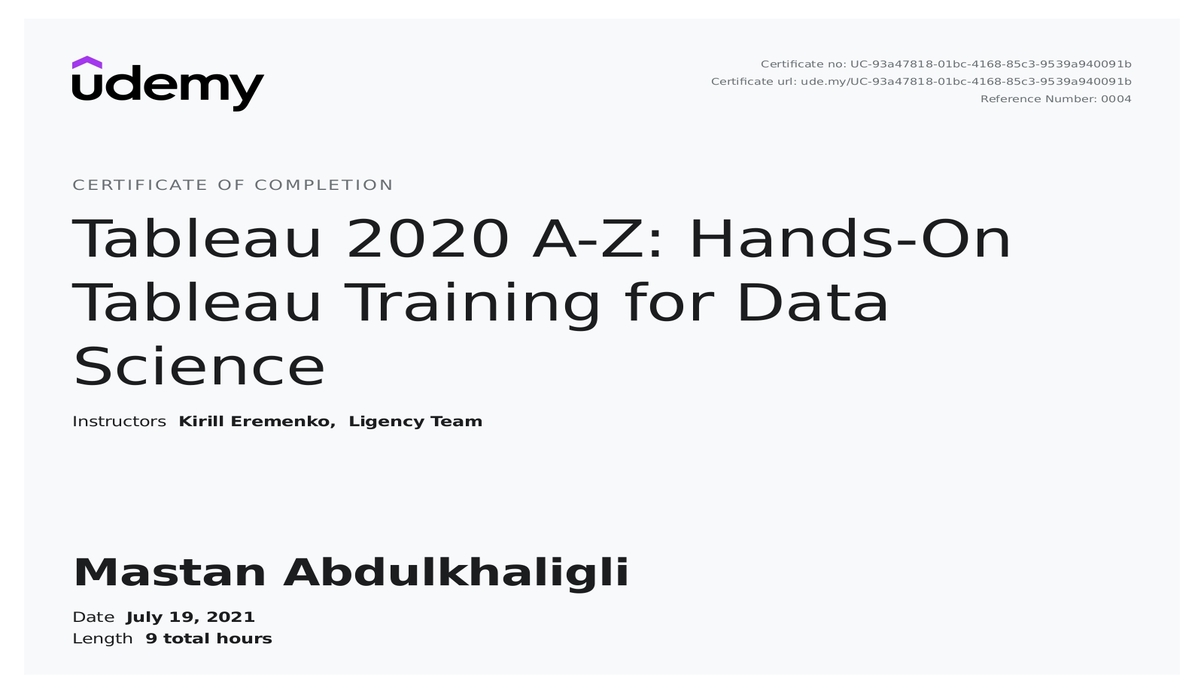 udemy
Certificate no: UC-93a47818-01bc-4168-85c3-9539a940091b
Certificate url: ude.my/UC-93a47818-01bc-4168-85c3-9539a940091b
Reference Number: 0004
CERTIFICATE OF COMPLETION
Tableau 2020 A-Z: Hands-On
Tableau Training for Data
Science
Instructors Kirill Eremenko, Ligency Team
Mastan Abdulkhaligli
Date July 19, 2021
Length 9 total hours